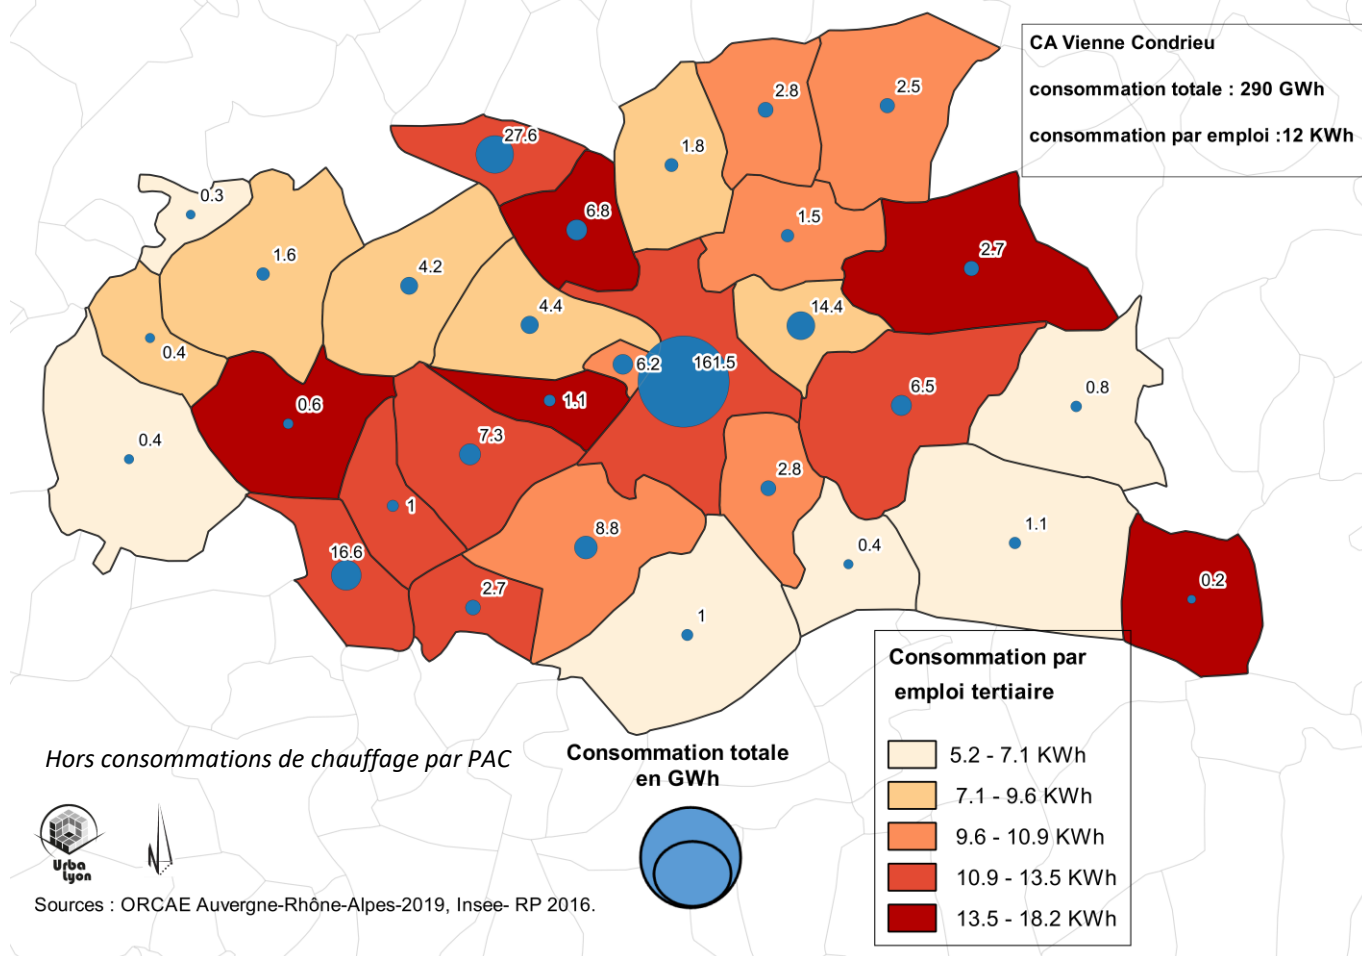 CA Vienne Condrieu
consommation totale : 290 GWh
consommation par emploi :12 KWh
2.8
2.5
27.6
1.8
0.3
6.8
1.5
1.6
4.2
2.7
4.4
14.4
0.4
6.2
161.5
0.6
1.1
6.5
0.8
0.4
7.3
2.8
1
8.8
0.4
1.1
16.6
2.7
0.2
1
Consommation par
emploi tertiaire
5.2 - 7.1 KWh
7.1 - 9.6 KWh
9.6 - 10.9 KWh
10.9 - 13.5 KWh
13.5 - 18.2 KWh
Hors consommations de chauffage par PAC
Consommation totale
en GWh
Urba
Lyon
N
Sources : ORCAE Auvergne-Rhône-Alpes-2019, Insee- RP 2016.